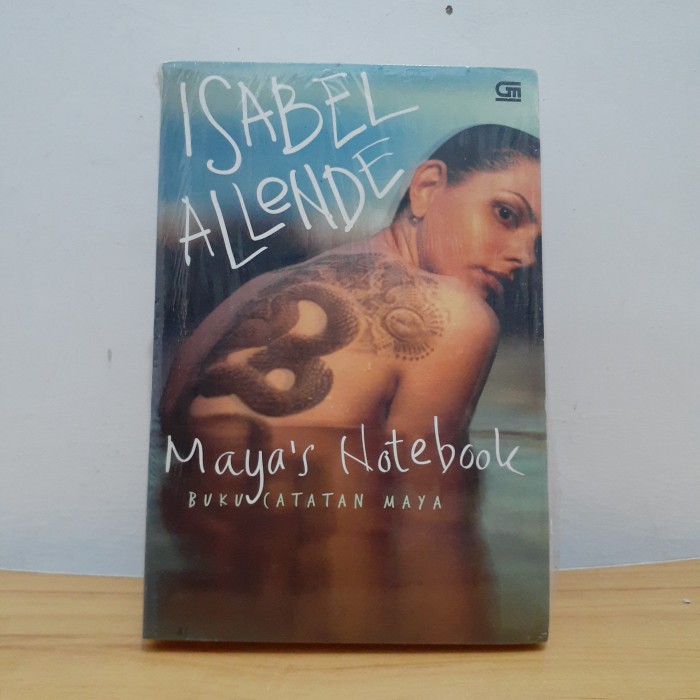 ISABEL
ALLeNDE
Maya's Notebook
BUKU CATATAN MAYA